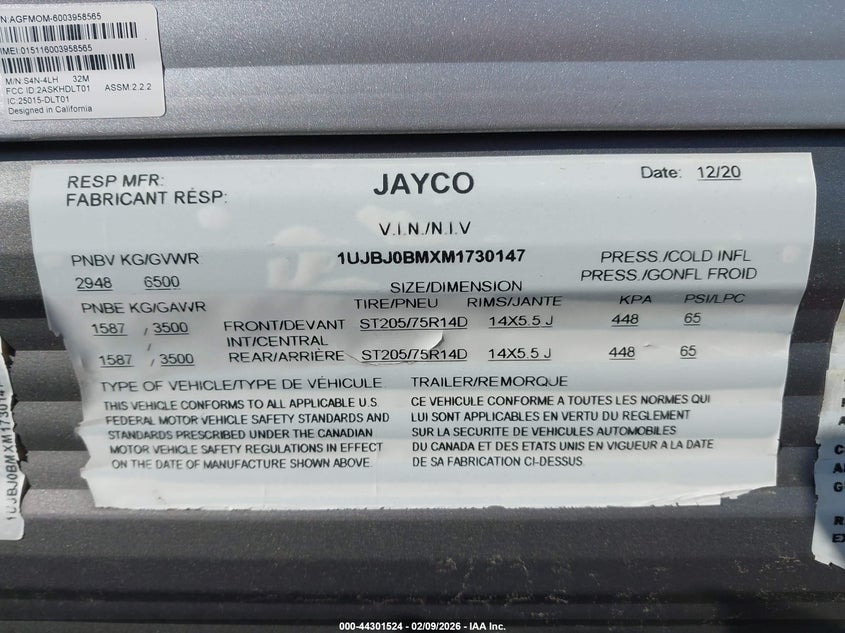 N:AGFMOM-6003958565
IMEI:015116003958565
M/N:S4N-4LH 32M
FCC ID:2ASKHDLT01 ASSM:2.2.2
IC:25015-DLT01
Designed in California
RESP MFR: JAYCO Date: 12/20
FABRICANT RÉSP:
V.I.N./N.I.V
PNBV KG/GVWR 1UJBJ0BMXM1730147 PRESS./COLD INFL
2948 6500 SIZE/DIMENSION PRESS./GONFL FROID
PNBE KG/GAWR TIRE/PNEU RIMS/JANTE KPA PSI/LPC
1587 / 3500 FRONT/DEVANT ST205/75R14D 14X5.5 J 448 65
INT/CENTRAL
1587 / 3500 REAR/ARRIÈRE ST205/75R14D 14X5.5 J 448 65
TYPE OF VEHICLE/TYPE DE VÉHICULE TRAILER/REMORQUE
THIS VEHICLE CONFORMS TO ALL APPLICABLE U.S.
FEDERAL MOTOR VEHICLE SAFETY STANDARDS AND
STANDARDS PRESCRIBED UNDER THE CANADIAN
MOTOR VEHICLE SAFETY REGULATIONS IN EFFECT
ON THE DATE OF MANUFACTURE SHOWN ABOVE.
CE VEHICULE CONFORME A TOUTES LES NORMES QUI
LUI SONT APPLICABLES EN VERTU DU REGLEMENT
SUR LA SECURITE DE VEHICULES AUTOMOBILES
DU CANADA ET DES ETATS UNIS EN VIGUEUR A LA DATE
DE SA FABRICATION CI-DESSUS.
1UJBJ0BMXM1730147
000-44301524 - 02/09/2026 - IAA Inc.